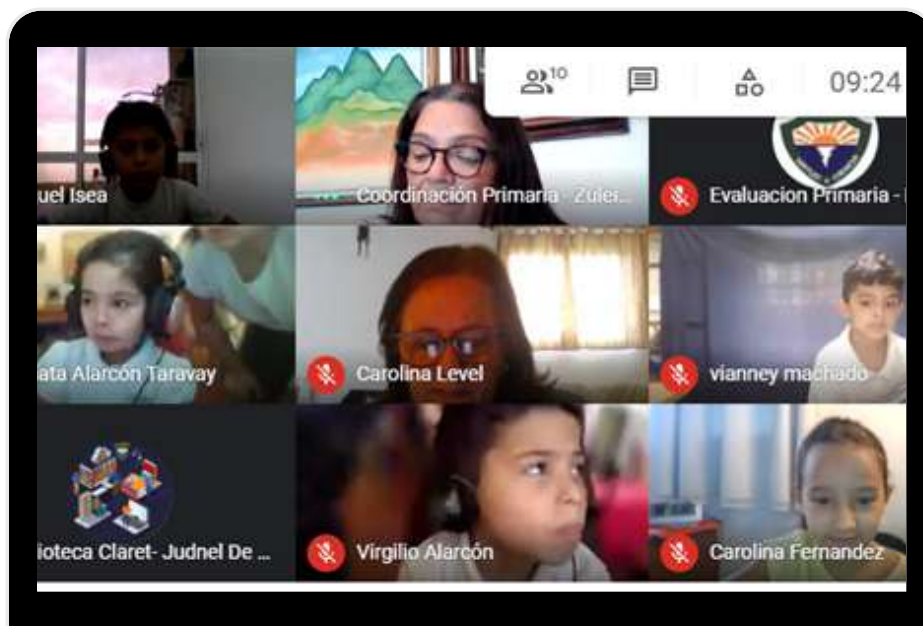 10
09:24
uel Isea
Coordinación Primaria - Zulei...
Evaluacion Primaria -
ata Alarcón Taravay
Carolina Level
vianney machado
ioteca Claret- Judnel De ...
Virgilio Alarcón
Carolina Fernandez